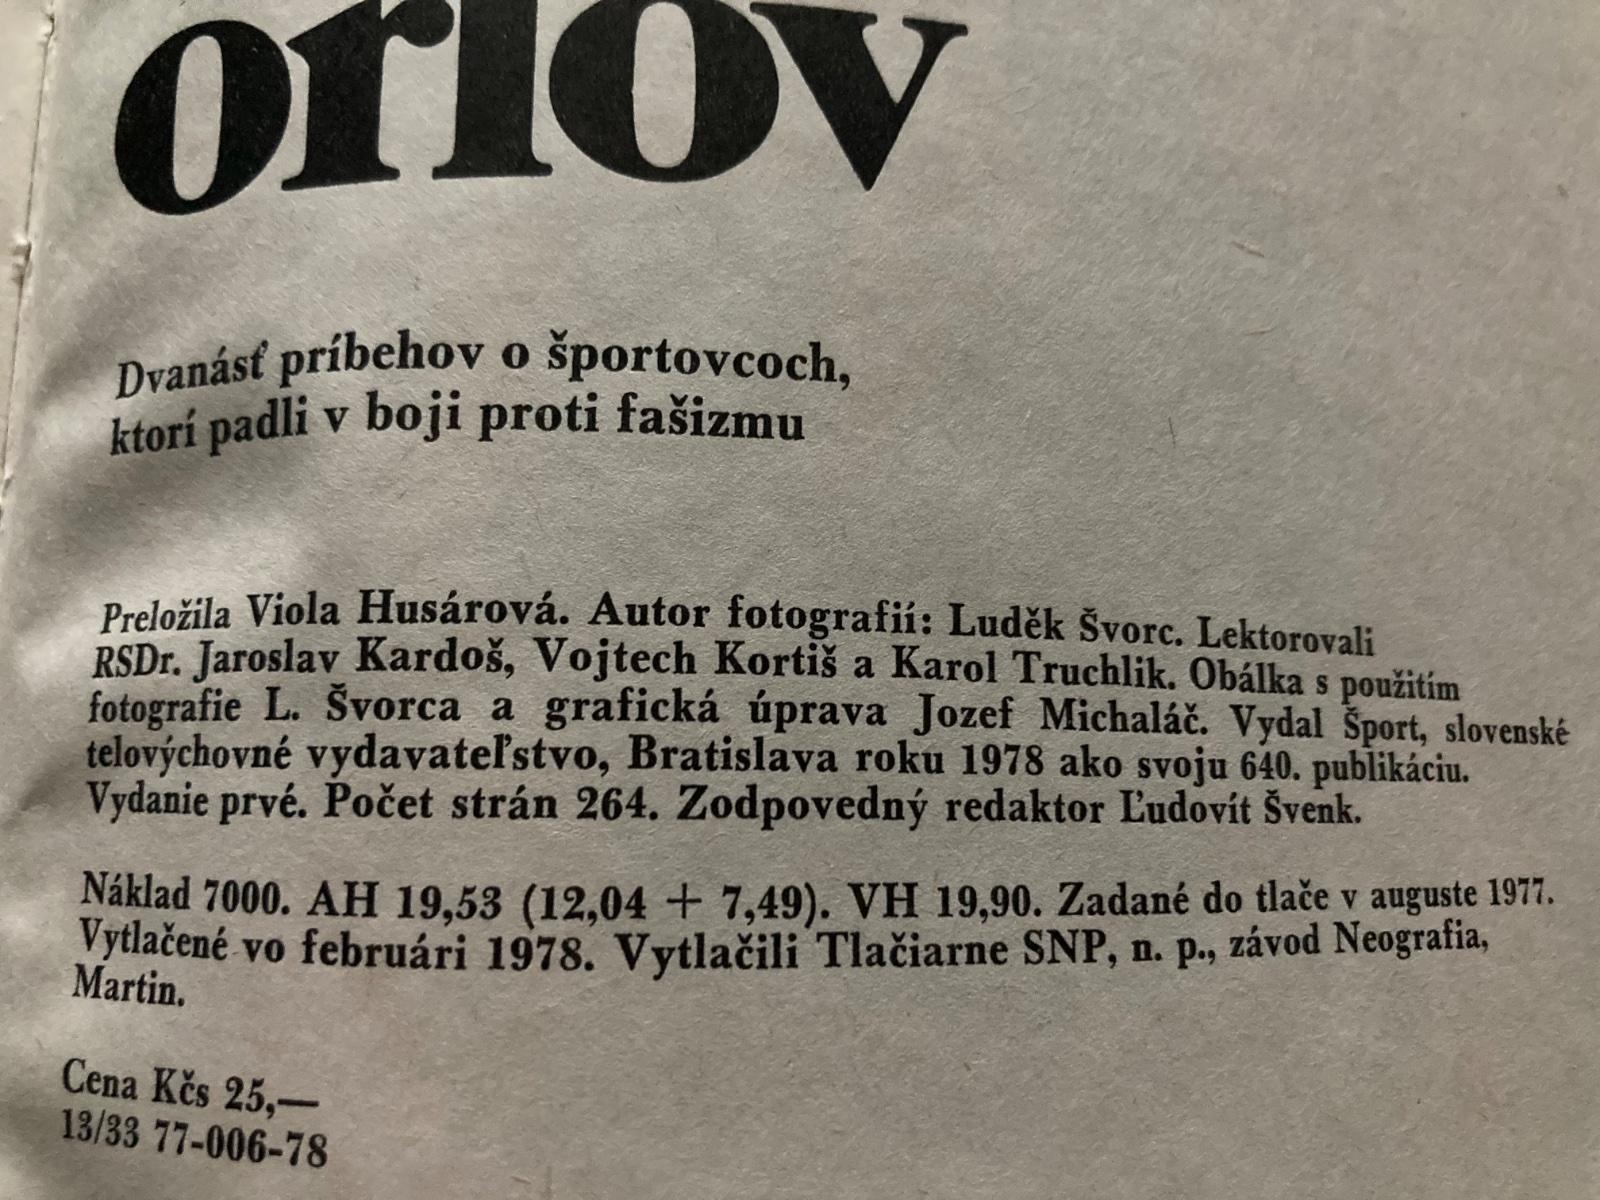 orlov
Dvanásť príbehov o športovcoch,
ktorí padli v boji proti fašizmu
Preložila Viola Husárová. Autor fotografií: Luděk Švorc. Lektorovali
RSDr. Jaroslav Kardoš, Vojtech Kortiš a Karol Truchlik. Obálka s použitím
fotografie L. Švorca a grafická úprava Jozef Michaláč. Vydal Šport, slovenské
telovýchovné vydavateľstvo, Bratislava roku 1978 ako svoju 640. publikáciu.
Vydanie prvé. Počet strán 264. Zodpovedný redaktor Ľudovít Švenk.
Náklad 7000. AH 19,53 (12,04 + 7,49). VH 19,90. Zadané do tlače v auguste 1977.
Vytlačené vo februári 1978. Vytlačili Tlačiarne SNP, n. p., závod Neografia,
Martin.
Cena Kčs 25,—
13/33 77-006-78